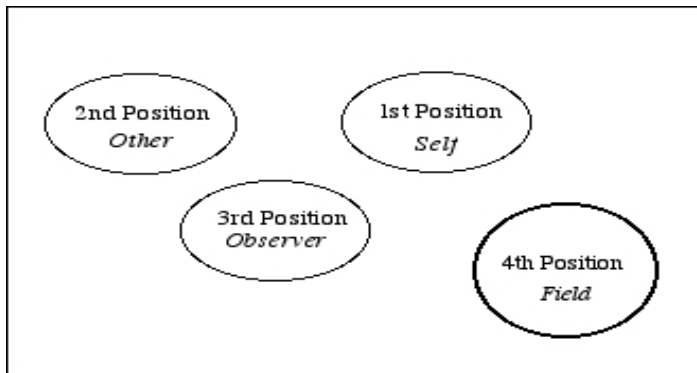 2nd Position
Other
1st Position
Self
3rd Position
Observer
4th Position
Field